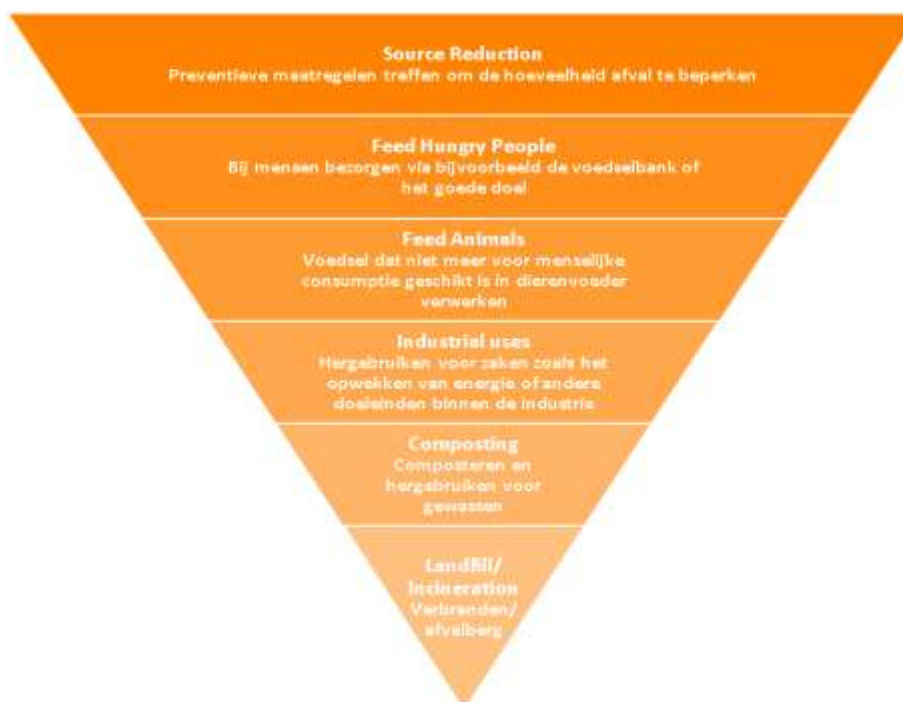 Source Reduction
Preventieve maatregelen treffen om de hoeveelheid afval te beperken
Feed Hungry People
Bij mensen bezorgen via bijvoorbeeld de voedselbank of
het goede doel
Feed Animals
Voedsel dat niet meer voor menselijke
consumptie geschikt is in dierenvoeder
verwerken
Industrial uses
Hergebruiken voor zaken zoals het
opwekken van energie of andere
doeleinden binnen de industrie
Composting
Composteren en
hergebruiken voor
gewassen
Landfill/
Incineration
Verbranden/
afvalberg